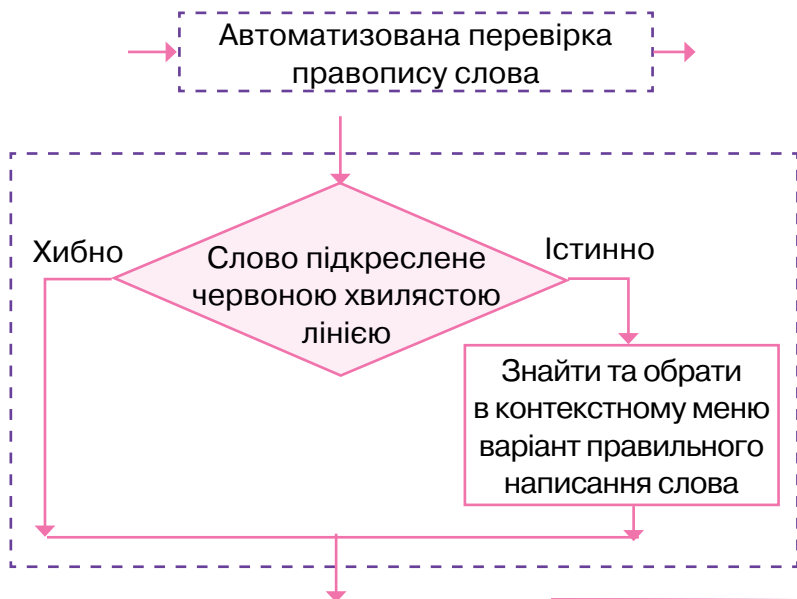 Автоматизована перевірка
правопису слова
Хибно
Істинно
Слово підкреслене
червоною хвилястою
лінією
Знайти та обрати
в контекстному меню
варіант правильного
написання слова